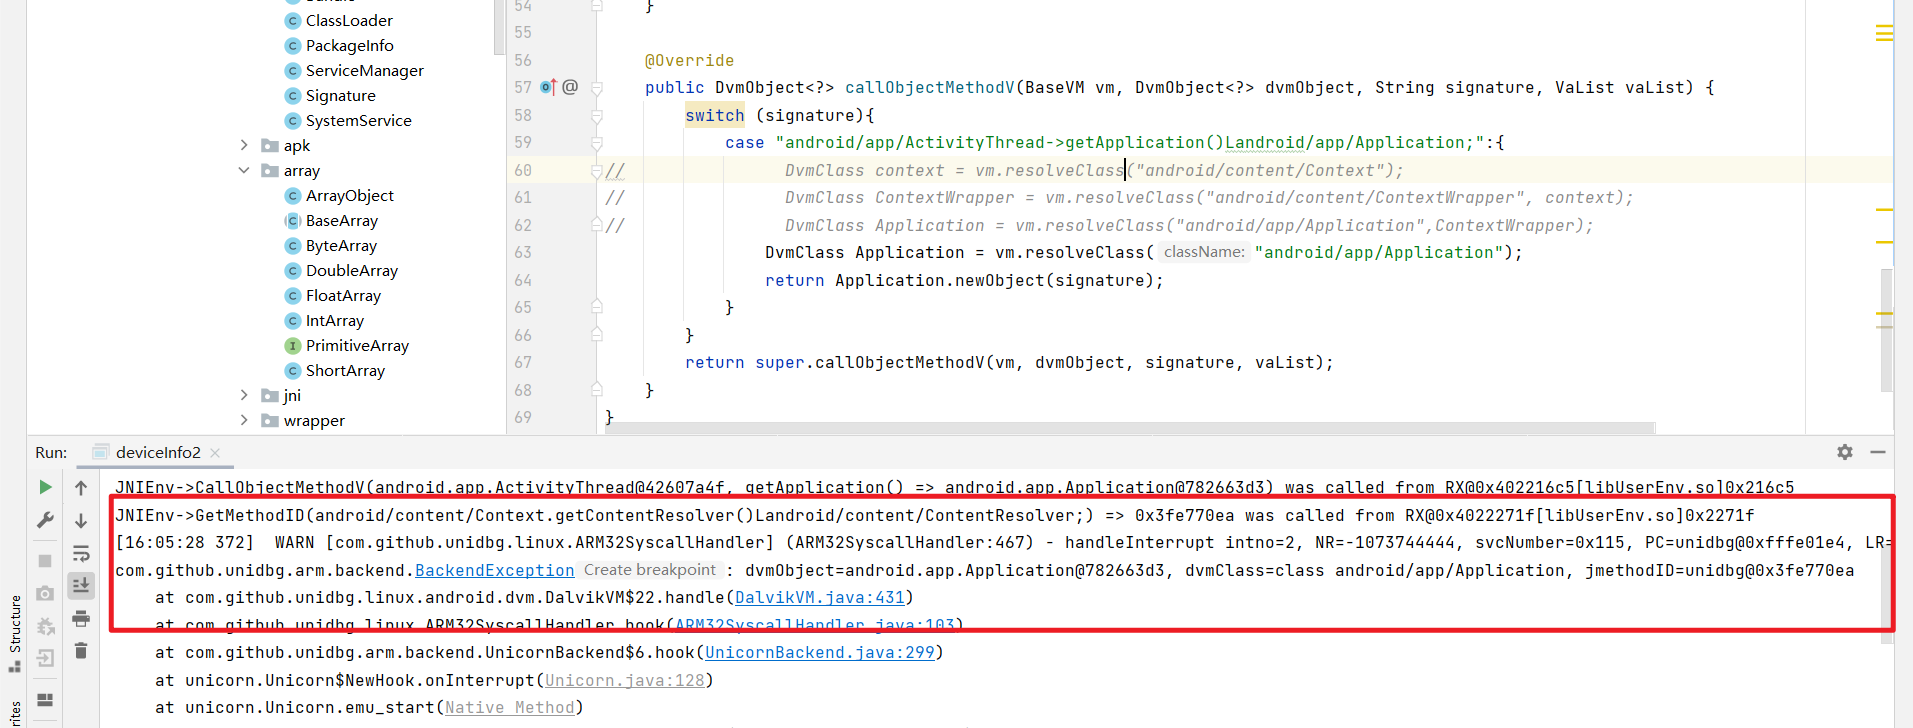 ClassLoader
PackageInfo
ServiceManager
Signature
SystemService
apk
array
ArrayObject
BaseArray
ByteArray
DoubleArray
FloatArray
IntArray
PrimitiveArray
ShortArray
jni
wrapper
54 }
55
56 @Override
57 public DvmObject<?> callObjectMethodV(BaseVM vm, DvmObject<?> dvmObject, String signature, VaList vaList) {
58 switch (signature){
59 case "android/app/ActivityThread->getApplication()Landroid/app/Application;":{
60 // DvmClass context = vm.resolveClass("android/content/Context");
61 // DvmClass ContextWrapper = vm.resolveClass("android/content/ContextWrapper", context);
62 // DvmClass Application = vm.resolveClass("android/app/Application",ContextWrapper);
63 DvmClass Application = vm.resolveClass( className: "android/app/Application");
64 return Application.newObject(signature);
65 }
66 }
67 return super.callObjectMethodV(vm, dvmObject, signature, vaList);
68 }
69 }
Run: deviceInfo2
JNIEnv->CallObjectMethodV(android.app.ActivityThread@42607a4f, getApplication() => android.app.Application@782663d3) was called from RX@0x402216c5[libUserEnv.so]0x216c5
JNIEnv->GetMethodID(android/content/Context.getContentResolver()Landroid/content/ContentResolver;) => 0x3fe770ea was called from RX@0x4022271f[libUserEnv.so]0x2271f
[16:05:28 372]  WARN [com.github.unidbg.linux.ARM32SyscallHandler] (ARM32SyscallHandler:467) - handleInterrupt intno=2, NR=-1073744444, svcNumber=0x115, PC=unidbg@0xfffe01e4, LR=
com.github.unidbg.arm.backend.BackendException Create breakpoint : dvmObject=android.app.Application@782663d3, dvmClass=class android/app/Application, jmethodID=unidbg@0x3fe770ea
at com.github.unidbg.linux.android.dvm.DalvikVM$22.handle(DalvikVM.java:431)
at com.github.unidbg.linux.ARM32SyscallHandler.hook(ARM32SyscallHandler.java:103)
at com.github.unidbg.arm.backend.UnicornBackend$6.hook(UnicornBackend.java:299)
at unicorn.Unicorn$NewHook.onInterrupt(Unicorn.java:128)
at unicorn.Unicorn.emu_start(Native Method)
Structure